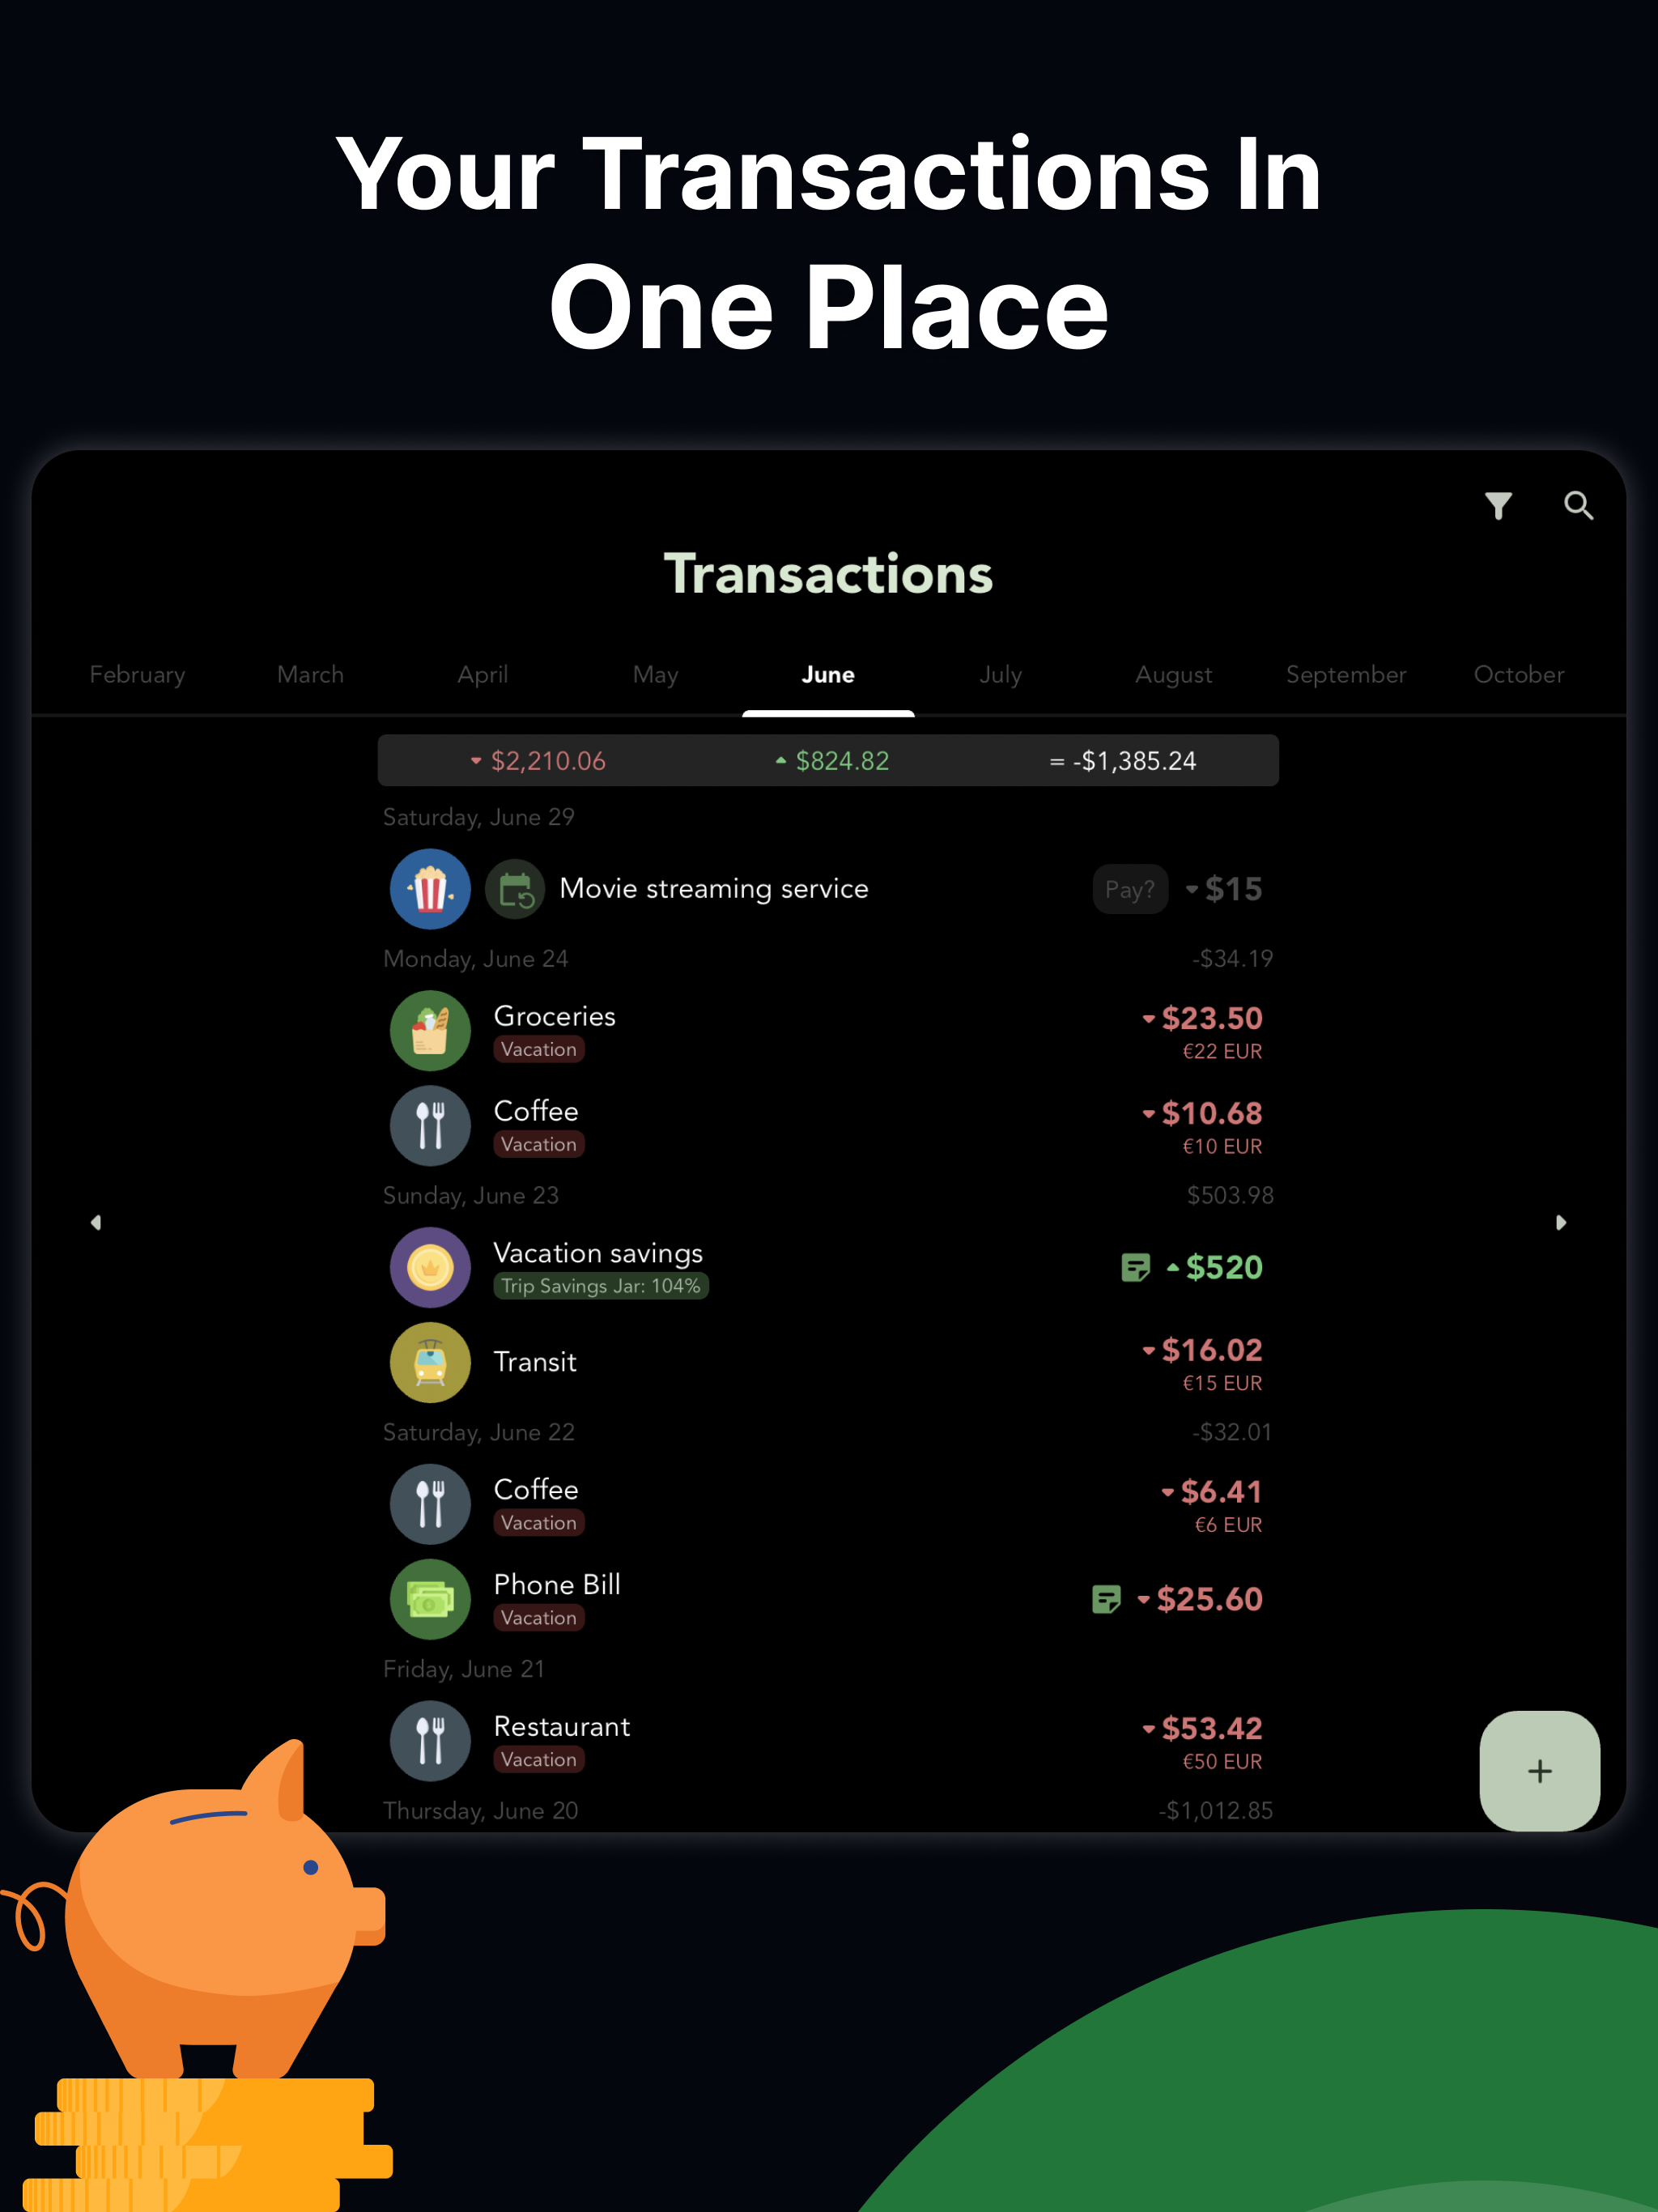 Your Transactions In
One Place
Transactions
February March April May June July August September October
$2,210.06 $824.82 = -$1,385.24
Saturday, June 29
Movie streaming service Pay? $15
Monday, June 24 -$34.19
Groceries $23.50
Vacation €22 EUR
Coffee $10.68
Vacation €10 EUR
Sunday, June 23 $503.98
Vacation savings $520
Trip Savings Jar: 104%
Transit $16.02
€15 EUR
Saturday, June 22 -$32.01
Coffee $6.41
Vacation €6 EUR
Phone Bill $25.60
Vacation
Friday, June 21
Restaurant $53.42
Vacation €50 EUR
Thursday, June 20 -$1,012.85
+